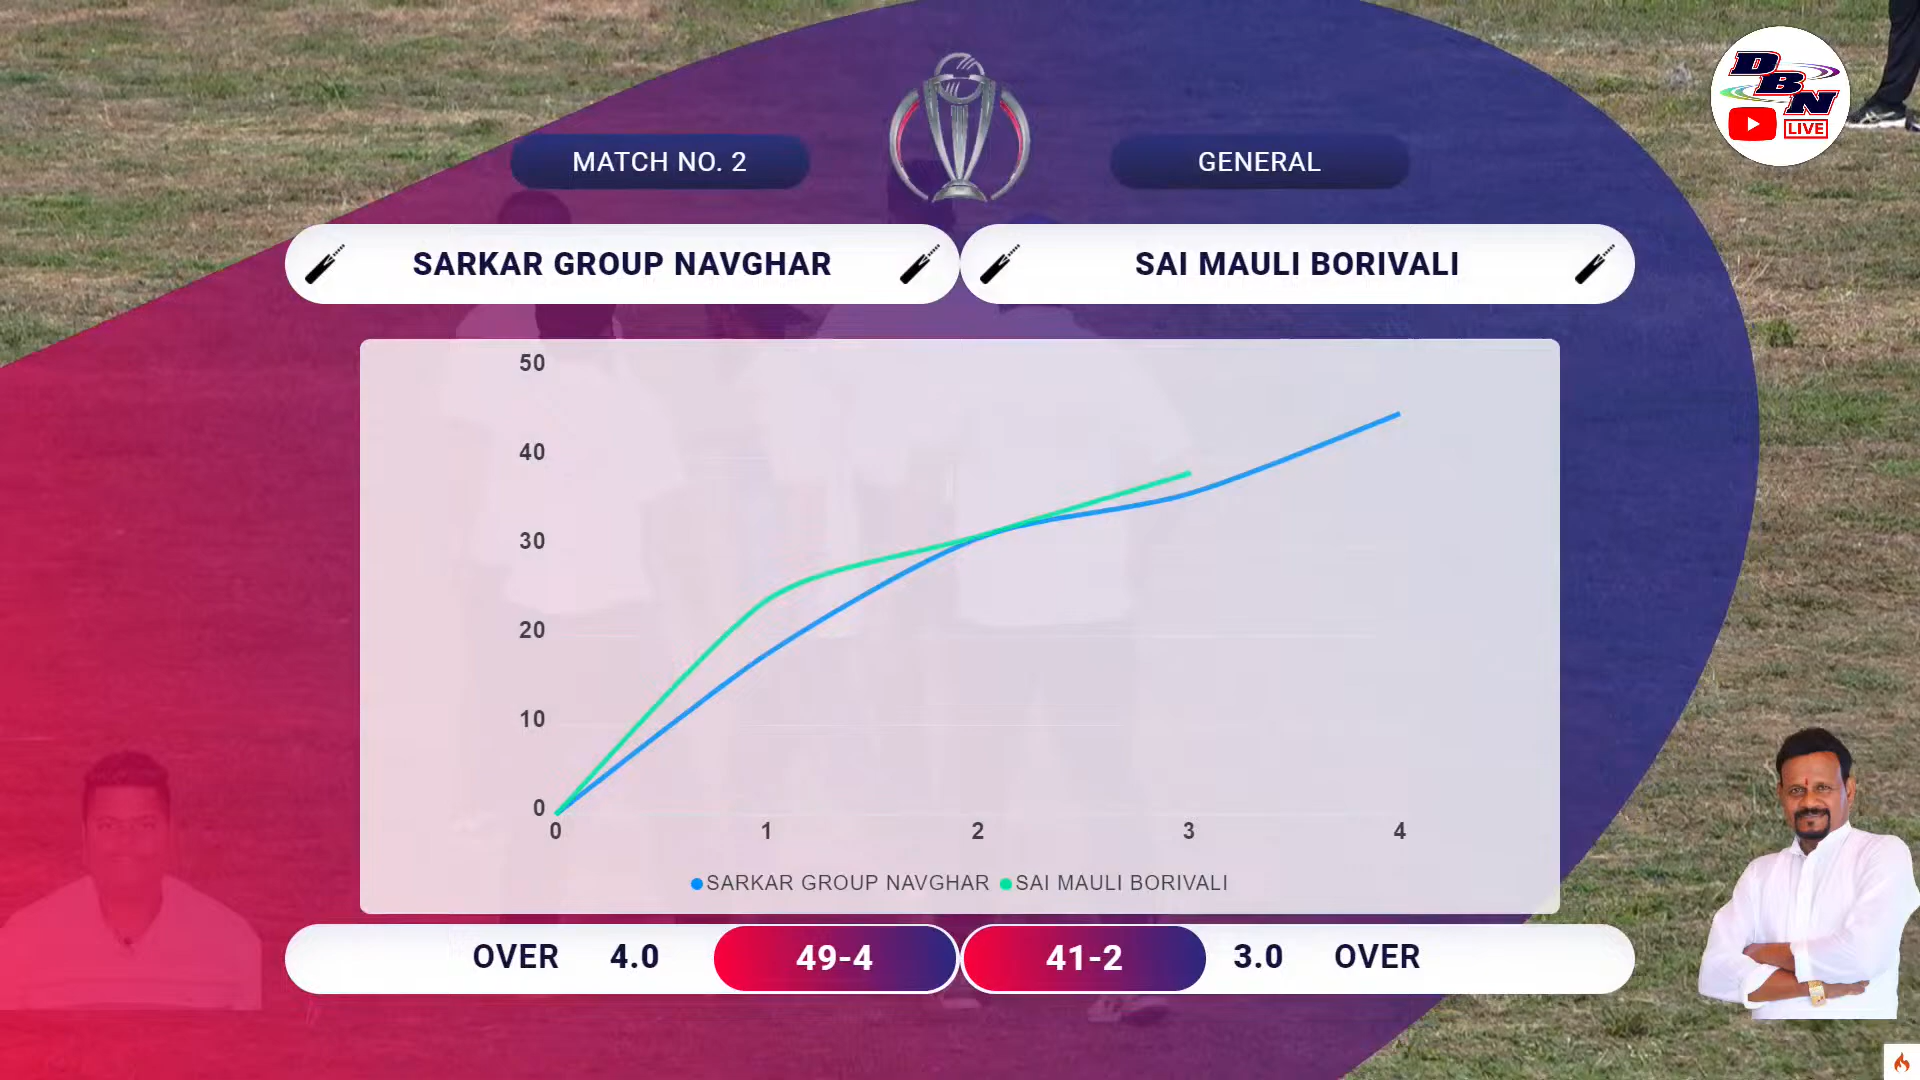 DBN
LIVE
MATCH NO. 2
GENERAL
SARKAR GROUP NAVGHAR
SAI MAULI BORIVALI
50
40
30
20
10
0
0 1 2 3 4
SARKAR GROUP NAVGHAR SAI MAULI BORIVALI
OVER 4.0 49-4 41-2 3.0 OVER